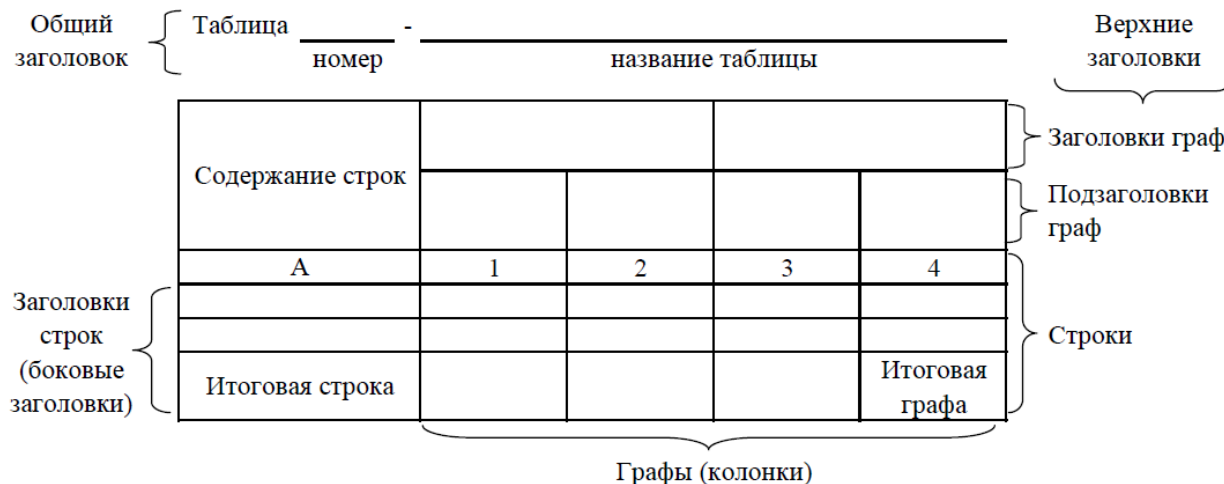 Общий
заголовок
Таблица -
номер
название таблицы
Верхние
заголовки
Содержание строк
Заголовки граф
Подзаголовки
граф
А 1 2 3 4
Заголовки
строк
(боковые
заголовки)
Строки
Итоговая строка
Итоговая
графа
Графы (колонки)